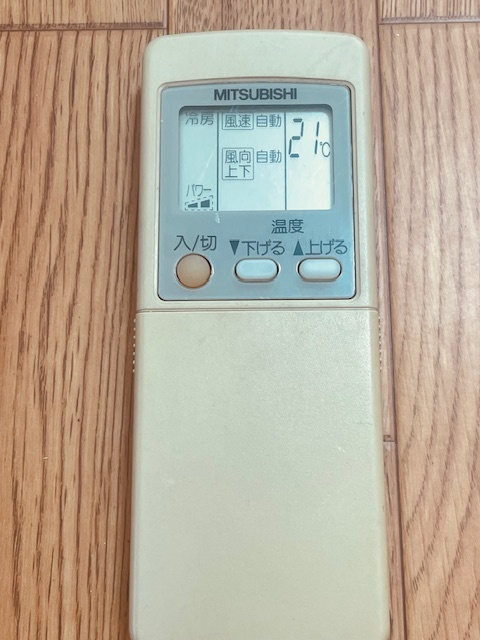 MITSUBISHI
冷房 風速 自動 21℃
風向 自動
上下
パワー
温度
入/切 ▼下げる ▲上げる